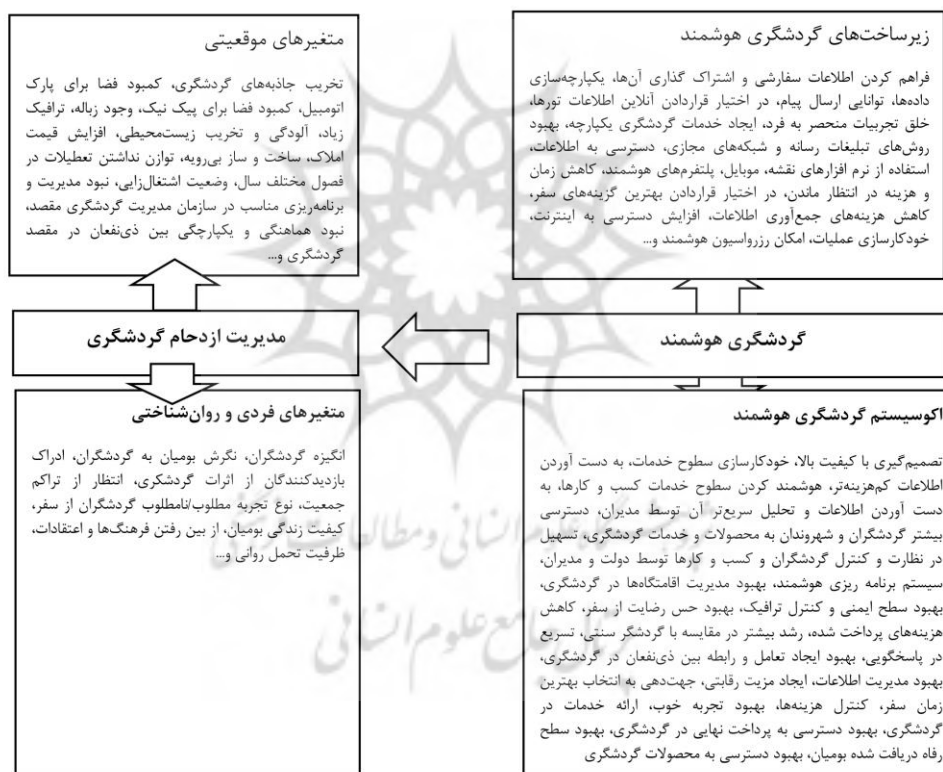 زیرساخت‌های گردشگری هوشمند
فراهم کردن اطلاعات سفارشی و اشتراک گذاری آن‌ها، یکپارچه‌سازی
داده‌ها، توانایی ارسال پیام، در اختیار قراردادن آنلاین اطلاعات تورها،
خلق تجربیات منحصر به فرد، ایجاد خدمات گردشگری یکپارچه، بهبود
روش‌های تبلیغات رسانه و شبکه‌های مجازی، دسترسی به اطلاعات،
استفاده از نرم افزارهای نقشه، موبایل، پلتفرم‌های هوشمند، کاهش زمان
و هزینه در انتظار ماندن، در اختیار قراردادن بهترین گزینه‌های سفر،
کاهش هزینه‌های جمع‌آوری اطلاعات، افزایش دسترسی به اینترنت،
خودکارسازی عملیات، امکان رزرواسیون هوشمند و...
متغیرهای موقعیتی
تخریب جاذبه‌های گردشگری، کمبود فضا برای پارک
اتومبیل، کمبود فضا برای پیک نیک، وجود زباله، ترافیک
زیاد، آلودگی و تخریب زیست‌محیطی، افزایش قیمت
املاک، ساخت و ساز بی‌رویه، توازن نداشتن تعطیلات در
فصول مختلف سال، وضعیت اشتغال‌زایی، نبود مدیریت و
برنامه‌ریزی مناسب در سازمان مدیریت گردشگری مقصد،
نبود هماهنگی و یکپارچگی بین ذی‌نفعان در مقصد
گردشگری و...
گردشگری هوشمند
مدیریت ازدحام گردشگری
اکوسیستم گردشگری هوشمند
تصمیم‌گیری با کیفیت بالا، خودکارسازی سطوح خدمات، به دست آوردن
اطلاعات کم‌هزینه‌تر، هوشمند کردن سطوح خدمات کسب و کارها، به
دست آوردن اطلاعات و تحلیل سریع‌تر آن توسط مدیران، دسترسی
بیشتر گردشگران و شهروندان به محصولات و خدمات گردشگری، تسهیل
در نظارت و کنترل گردشگران و کسب و کارها توسط دولت و مدیران،
سیستم برنامه ریزی هوشمند، بهبود مدیریت اقامتگاه‌ها در گردشگری،
بهبود سطح ایمنی و کنترل ترافیک، بهبود حس رضایت از سفر، کاهش
هزینه‌های پرداخت شده، رشد بیشتر در مقایسه با گردشگر سنتی، تسریع
در پاسخگویی، بهبود ایجاد تعامل و رابطه بین ذی‌نفعان در گردشگری،
بهبود مدیریت اطلاعات، ایجاد مزیت رقابتی، جهت‌دهی به انتخاب بهترین
زمان سفر، کنترل هزینه‌ها، بهبود تجربه خوب، ارائه خدمات در
گردشگری، بهبود دسترسی به پرداخت نهایی در گردشگری، بهبود سطح
رفاه دریافت شده بومیان، بهبود دسترسی به محصولات گردشگری
متغیرهای فردی و روان‌شناختی
انگیزه گردشگران، نگرش بومیان به گردشگران، ادراک
بازدیدکنندگان از اثرات گردشگری، انتظار از تراکم
جمعیت، نوع تجربه مطلوب/نامطلوب گردشگران از سفر،
کیفیت زندگی بومیان، از بین رفتن فرهنگ‌ها و اعتقادات،
ظرفیت تحمل روانی و...
پژوهشگاه علوم انسانی و مطالعات فرهنگی
پرتال جامع علوم انسانی